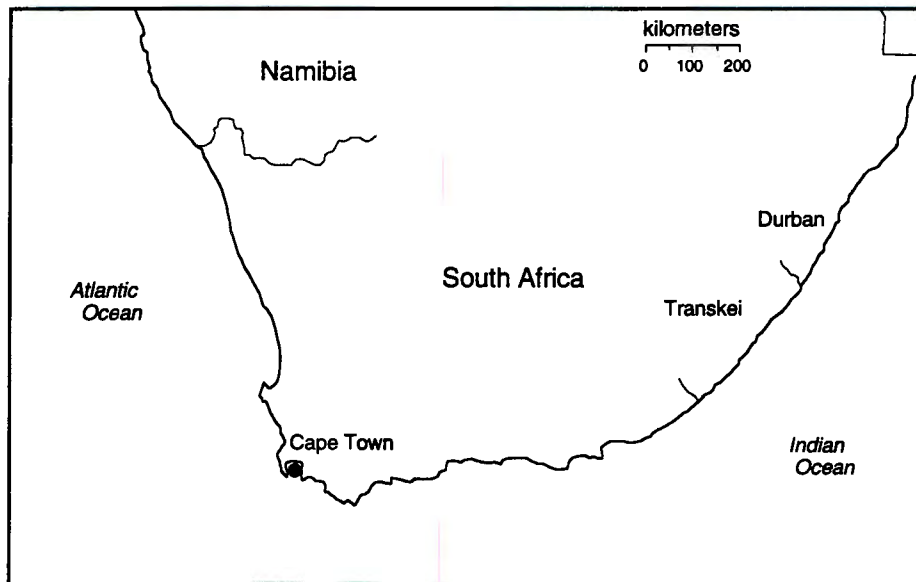 kilometers
0 100 200
Namibia
Durban
South Africa
Atlantic
Ocean
Transkei
Cape Town
Indian
Ocean